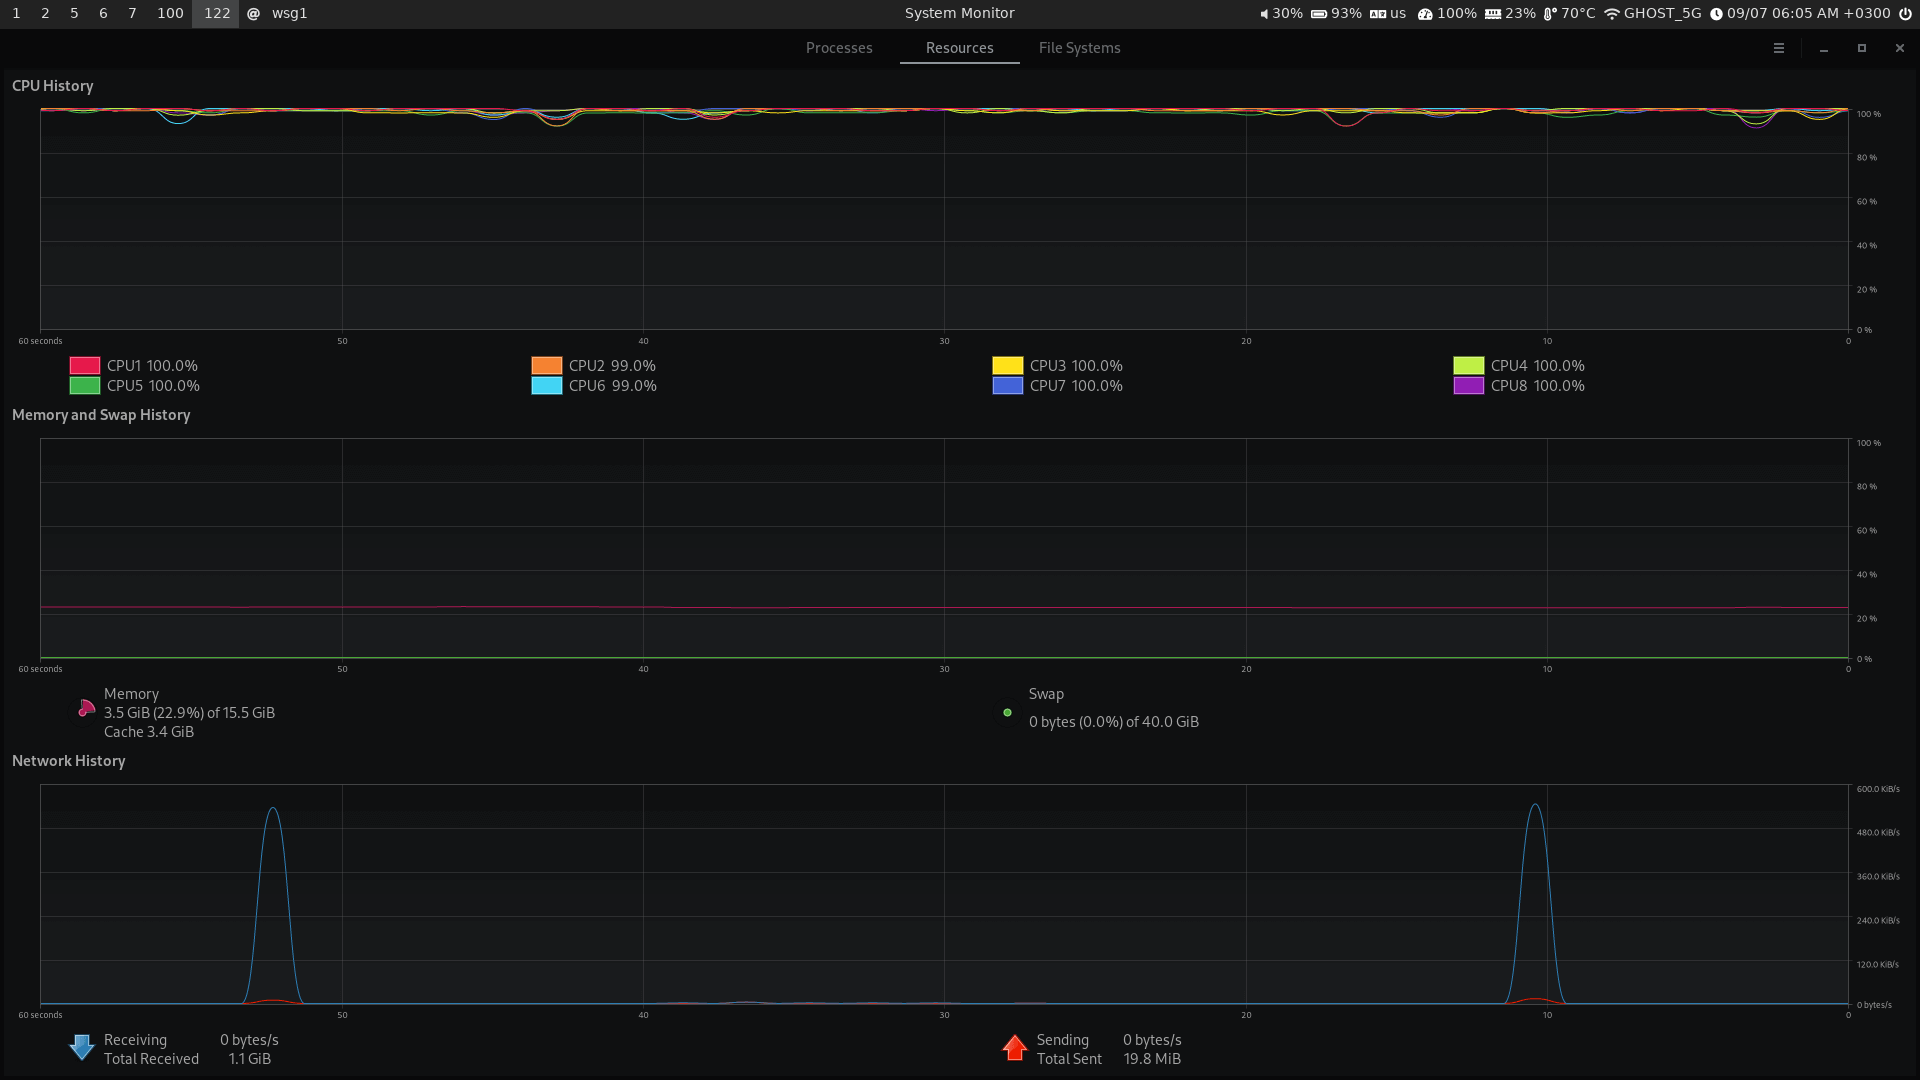 1 2 5 6 7 100 122 @ wsg1 System Monitor 30% 93% us 100% 23% 70°C GHOST_5G 09/07 06:05 AM +0300
Processes Resources File Systems
CPU History
100 %
80 %
60 %
40 %
20 %
0 %
60 seconds 50 40 30 20 10 0
CPU1 100.0% CPU2 99.0% CPU3 100.0% CPU4 100.0%
CPU5 100.0% CPU6 99.0% CPU7 100.0% CPU8 100.0%
Memory and Swap History
100 %
80 %
60 %
40 %
20 %
0 %
60 seconds 50 40 30 20 10 0
Memory
3.5 GiB (22.9%) of 15.5 GiB
Cache 3.4 GiB
Swap
0 bytes (0.0%) of 40.0 GiB
Network History
600.0 KiB/s
480.0 KiB/s
360.0 KiB/s
240.0 KiB/s
120.0 KiB/s
0 bytes/s
60 seconds 50 40 30 20 10 0
Receiving 0 bytes/s
Total Received 1.1 GiB
Sending 0 bytes/s
Total Sent 19.8 MiB